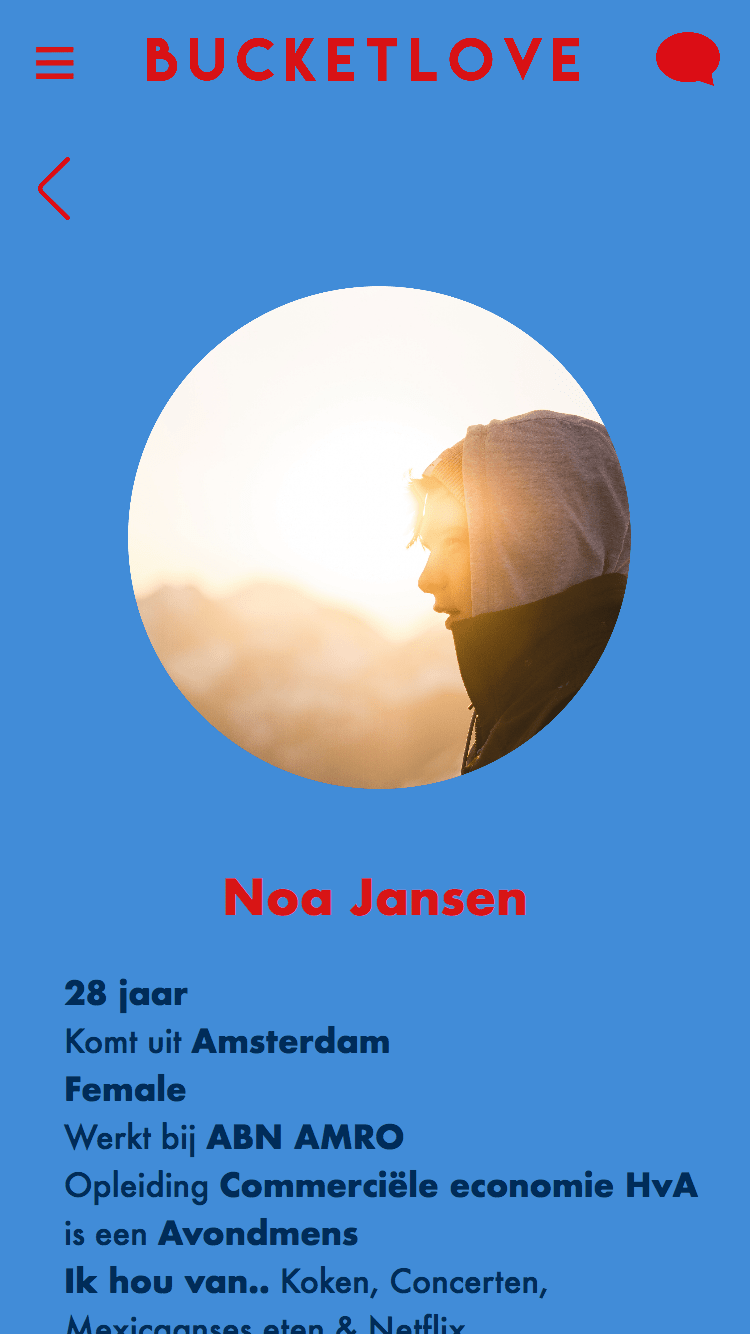 BUCKETLOVE
Noa Jansen
28 jaar
Komt uit Amsterdam
Female
Werkt bij ABN AMRO
Opleiding Commerciële economie HvA
is een Avondmens
Ik hou van.. Koken, Concerten,
Mexicaanses eten & Netflix